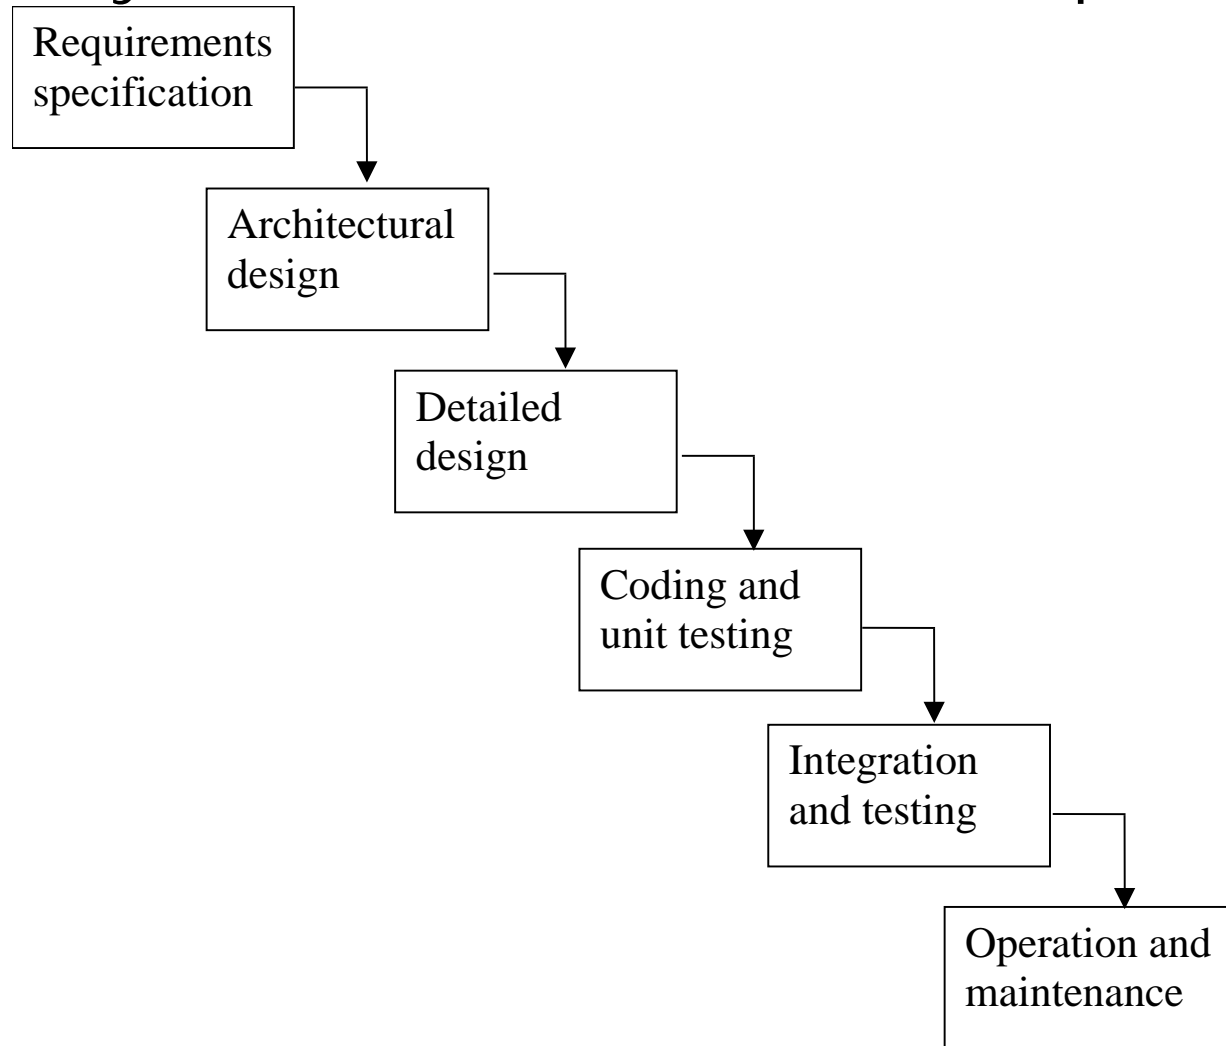 Requirements
specification
Architectural
design
Detailed
design
Coding and
unit testing
Integration
and testing
Operation and
maintenance